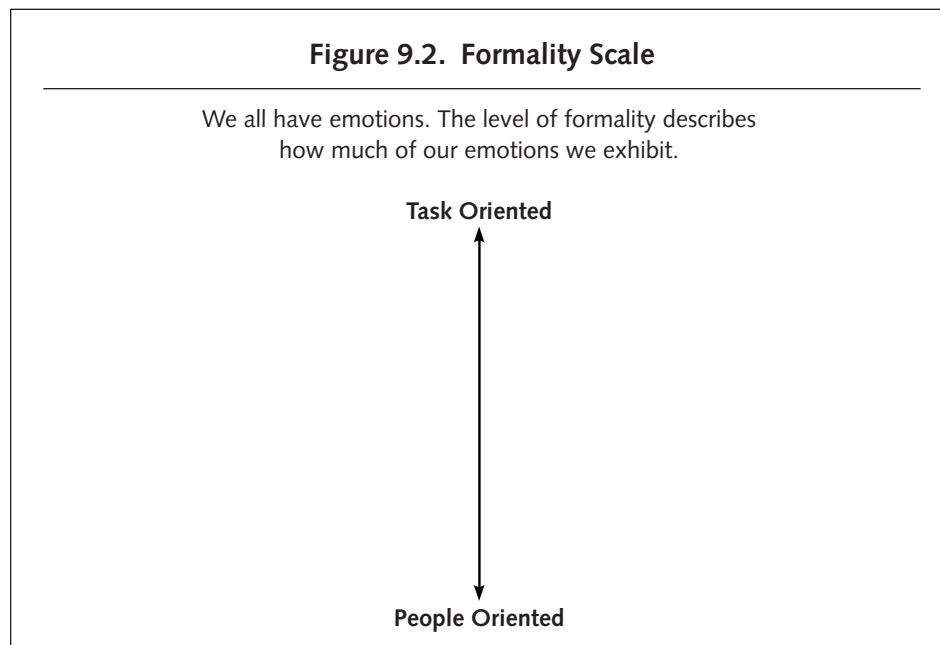 Figure 9.2. Formality Scale
We all have emotions. The level of formality describes
how much of our emotions we exhibit.
Task Oriented
People Oriented